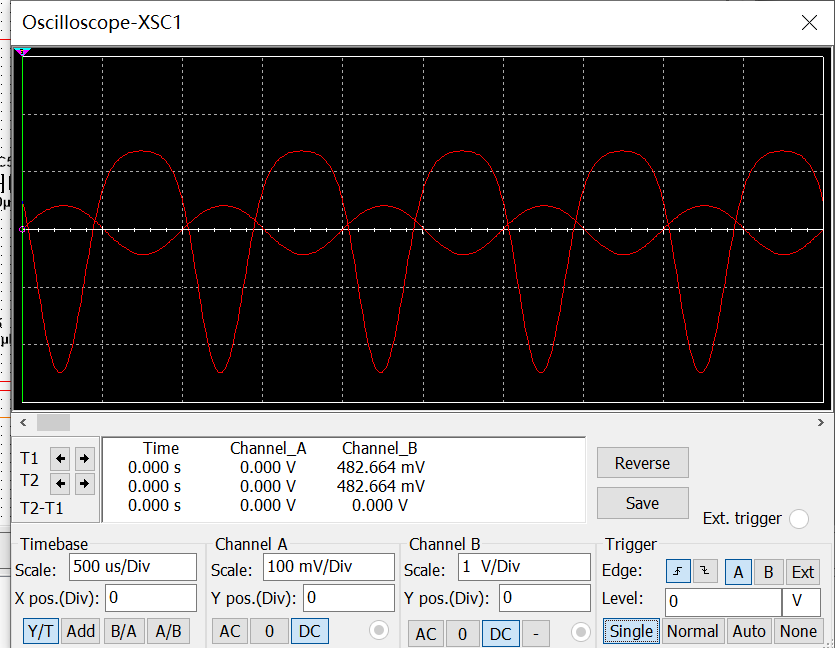 Oscilloscope-XSC1
T1
T2
T2-T1
Time Channel_A Channel_B
0.000 s 0.000 V 482.664 mV
0.000 s 0.000 V 482.664 mV
0.000 s 0.000 V 0.000 V
Reverse
Save
Ext. trigger
Timebase
Scale: 500 us/Div
X pos.(Div): 0
Y/T Add B/A A/B
Channel A
Scale: 100 mV/Div
Y pos.(Div): 0
AC 0 DC
Channel B
Scale: 1 V/Div
Y pos.(Div): 0
AC 0 DC -
Trigger
Edge: A B Ext
Level: 0 V
Single Normal Auto None